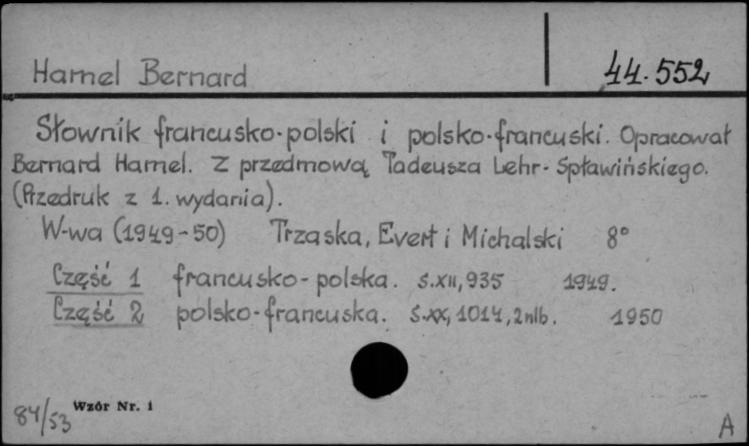 Hamel Bernard 44.552
Słownik francusko-polski i polsko-francuski. Opracował
Bernard Hamel. Z przedmową Tadeusza Lehr-Spławińskiego.
(Przedruk z 1. wydania).
W-wa (1949-50) Trzaska, Evert i Michalski 8°
Część 1 francusko-polska. S.XII, 935 1949.
Część 2 polsko-francuska. S.XX, 1014, 2nlb. 1950
84/53 Wzór Nr. 1
A